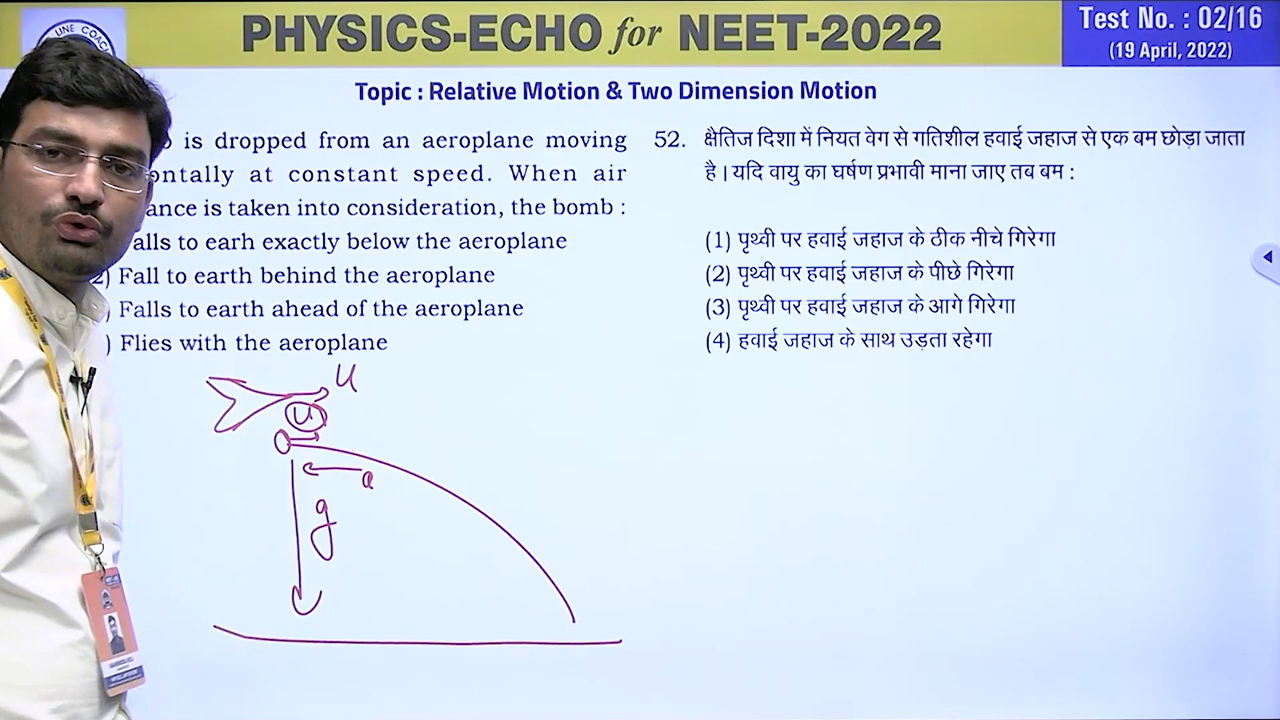 LINE COACH
PHYSICS-ECHO for NEET-2022
Test No. : 02/16
(19 April, 2022)
Topic : Relative Motion & Two Dimension Motion
is dropped from an aeroplane moving
ontally at constant speed. When air
ance is taken into consideration, the bomb :
alls to earh exactly below the aeroplane
2) Fall to earth behind the aeroplane
) Falls to earth ahead of the aeroplane
) Flies with the aeroplane
52. क्षैतिज दिशा में नियत वेग से गतिशील हवाई जहाज से एक बम छोड़ा जाता
है। यदि वायु का घर्षण प्रभावी माना जाए तब बम :
(1) पृथ्वी पर हवाई जहाज के ठीक नीचे गिरेगा
(2) पृथ्वी पर हवाई जहाज के पीछे गिरेगा
(3) पृथ्वी पर हवाई जहाज के आगे गिरेगा
(4) हवाई जहाज के साथ उड़ता रहेगा
u
u
a
g